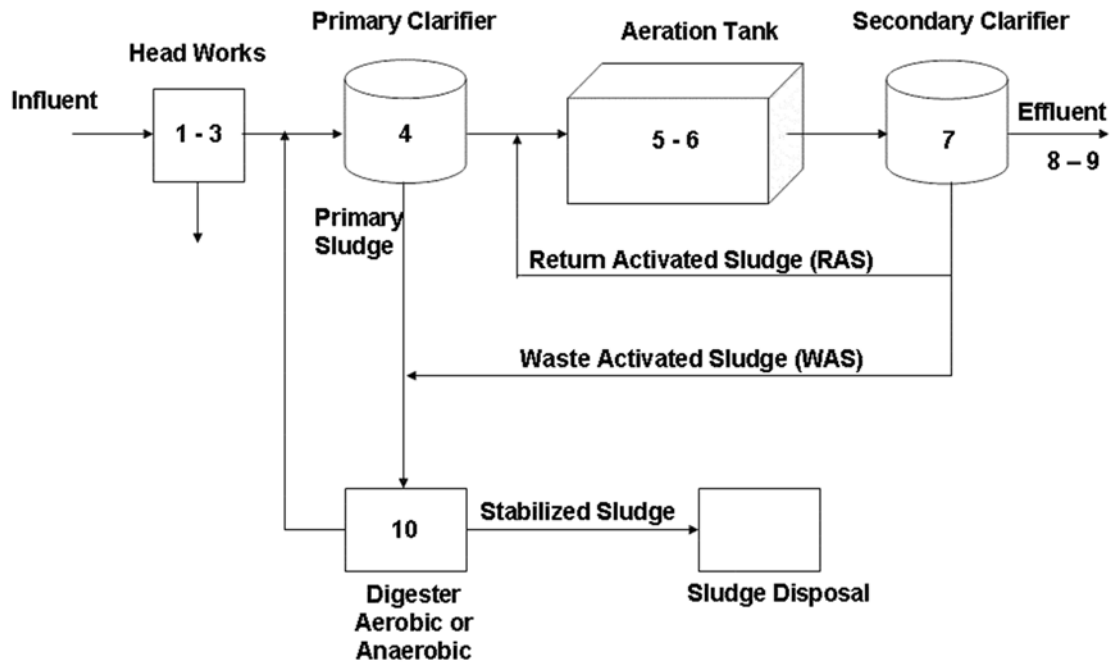 Primary Clarifier
Aeration Tank
Secondary Clarifier
Head Works
Influent
1 - 3
4
5 - 6
7
Effluent
8 – 9
Primary
Sludge
Return Activated Sludge (RAS)
Waste Activated Sludge (WAS)
10
Stabilized Sludge
Digester
Aerobic or
Anaerobic
Sludge Disposal